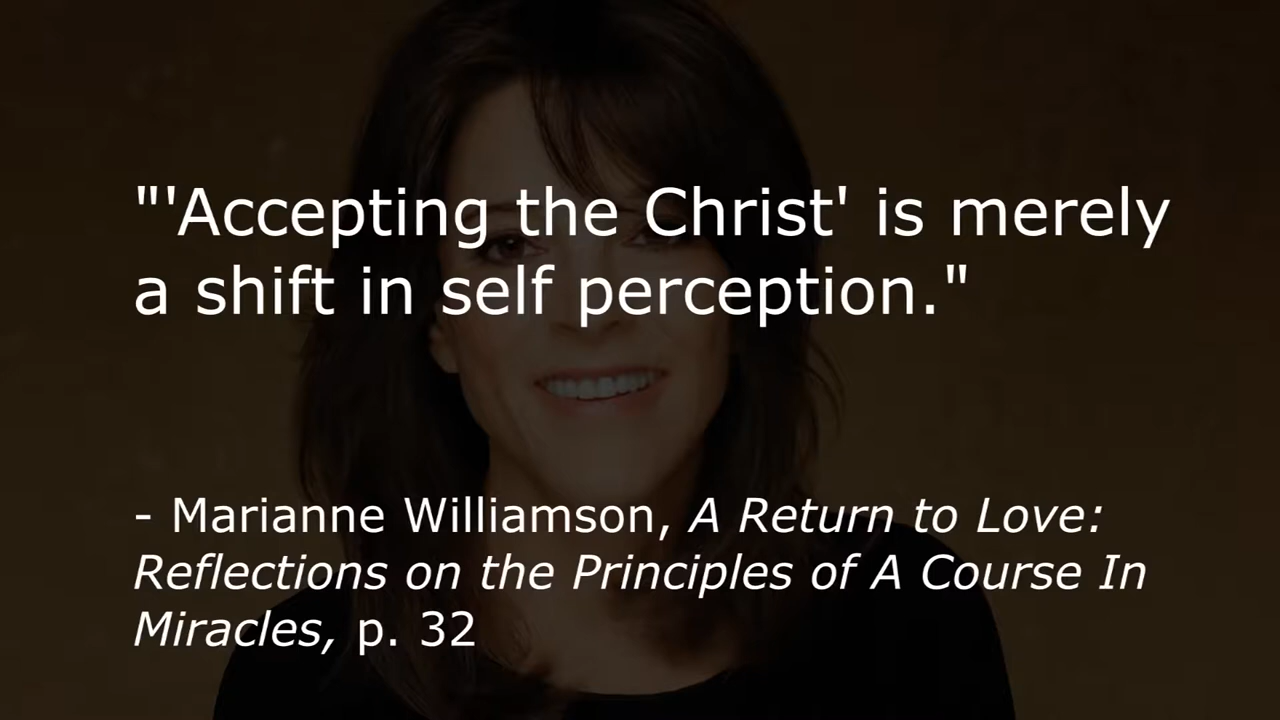 "'Accepting the Christ' is merely
a shift in self perception."
- Marianne Williamson, A Return to Love:
Reflections on the Principles of A Course In
Miracles, p. 32